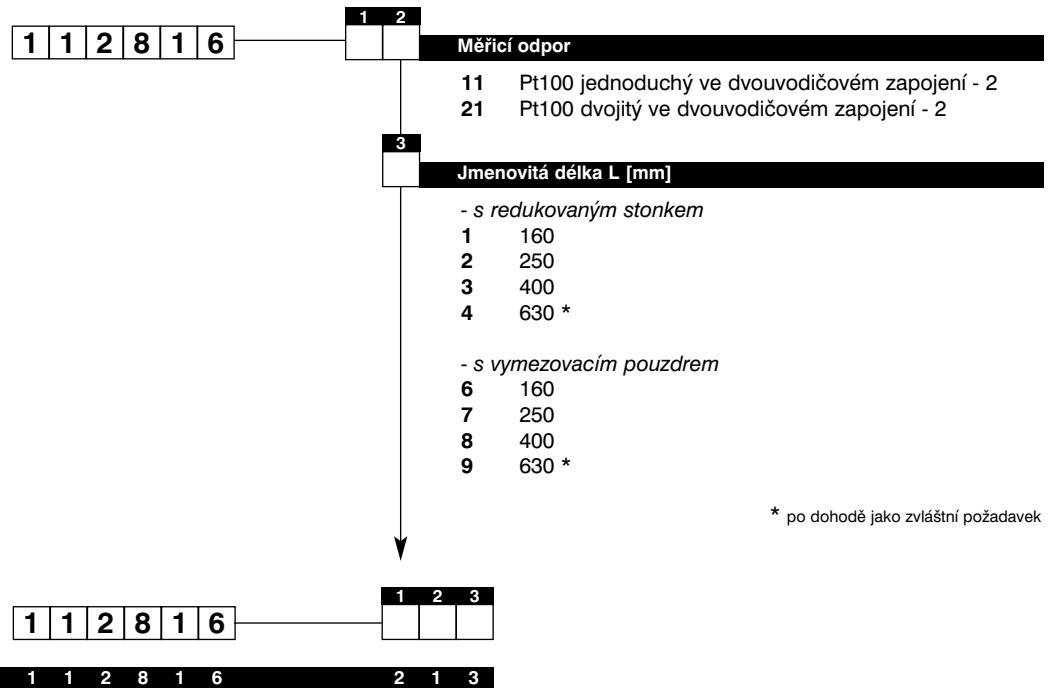 1 2
1 1 2 8 1 6
Měřicí odpor
11 Pt100 jednoduchý ve dvouvodičovém zapojení - 2
21 Pt100 dvojitý ve dvouvodičovém zapojení - 2
3
Jmenovitá délka L [mm]
- s redukovaným stonkem
1 160
2 250
3 400
4 630 *
- s vymezovacím pouzdrem
6 160
7 250
8 400
9 630 *
* po dohodě jako zvláštní požadavek
1 2 3
1 1 2 8 1 6
1 1 2 8 1 6 2 1 3